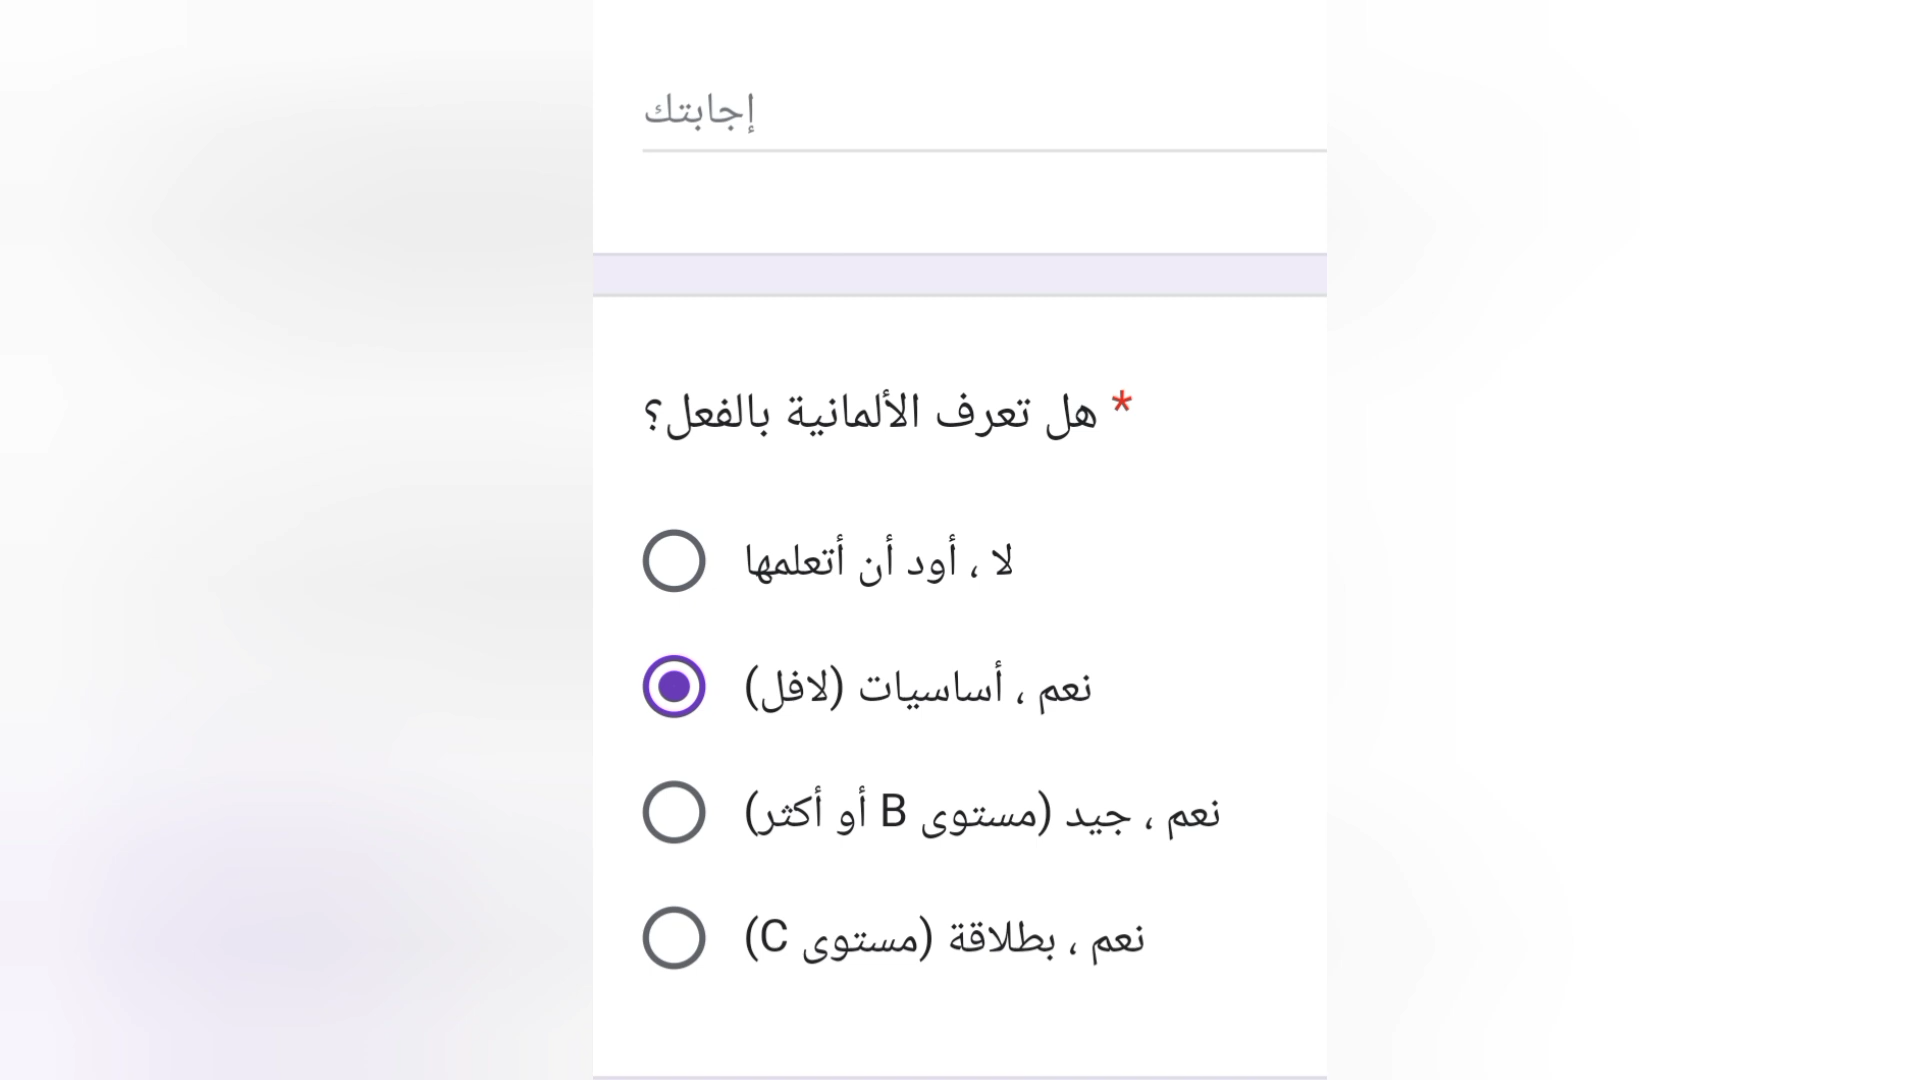 إجابتك
هل تعرف الألمانية بالفعل؟ *
لا ، أود أن أتعلمها
نعم ، أساسيات (لافل)
نعم ، جيد (مستوى B أو أكثر)
نعم ، بطلاقة (مستوى C)